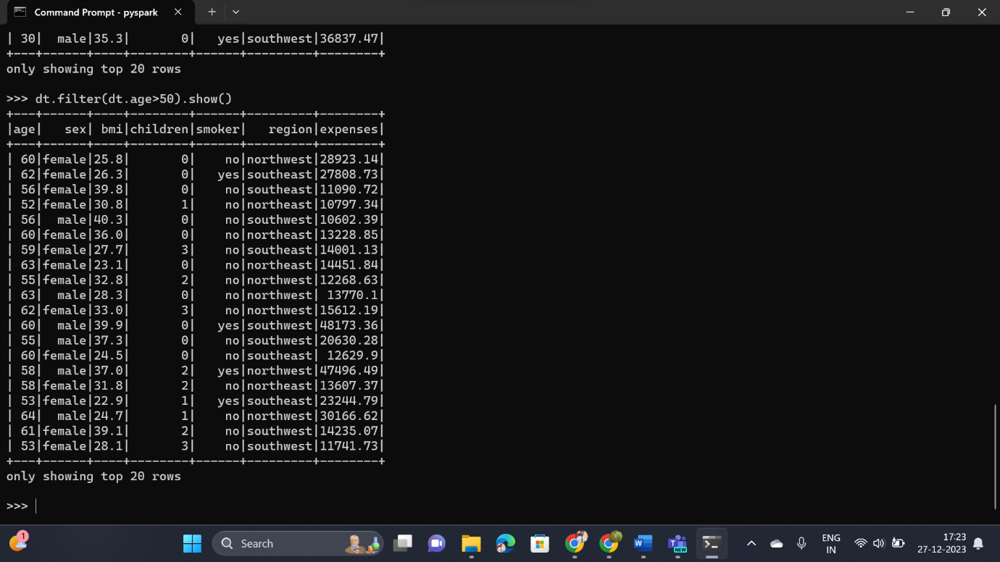 Command Prompt - pyspark
| 30|  male|35.3|       0|   yes|southwest|36837.47|
+---+------+----+--------+------+---------+--------+
only showing top 20 rows
>>> dt.filter(dt.age>50).show()
+---+------+----+--------+------+---------+--------+
|age|   sex| bmi|children|smoker|   region|expenses|
+---+------+----+--------+------+---------+--------+
| 60|female|25.8|       0|    no|northwest|28923.14|
| 62|female|26.3|       0|   yes|southeast|27808.73|
| 56|female|39.8|       0|    no|southeast|11090.72|
| 52|female|30.8|       1|    no|northeast|10797.34|
| 56|  male|40.3|       0|    no|southwest|10602.39|
| 60|female|36.0|       0|    no|northeast|13228.85|
| 59|female|27.7|       3|    no|southeast|14001.13|
| 63|female|23.1|       0|    no|northeast|14451.84|
| 55|female|32.8|       2|    no|northwest|12268.63|
| 63|  male|28.3|       0|    no|northwest| 13770.1|
| 62|female|33.0|       3|    no|northwest|15612.19|
| 60|  male|39.9|       0|   yes|southwest|48173.36|
| 55|  male|37.3|       0|    no|southwest|20630.28|
| 60|female|24.5|       0|    no|southeast| 12629.9|
| 58|  male|37.0|       2|   yes|northwest|47496.49|
| 58|female|31.8|       2|    no|northeast|13607.37|
| 53|female|22.9|       1|   yes|southeast|23244.79|
| 64|  male|24.7|       1|    no|northwest|30166.62|
| 61|female|39.1|       2|    no|southwest|14235.07|
| 53|female|28.1|       3|    no|southwest|11741.73|
+---+------+----+--------+------+---------+--------+
only showing top 20 rows
>>>
1
Search
W
T
NEW
ENG
IN
17:23
27-12-2023